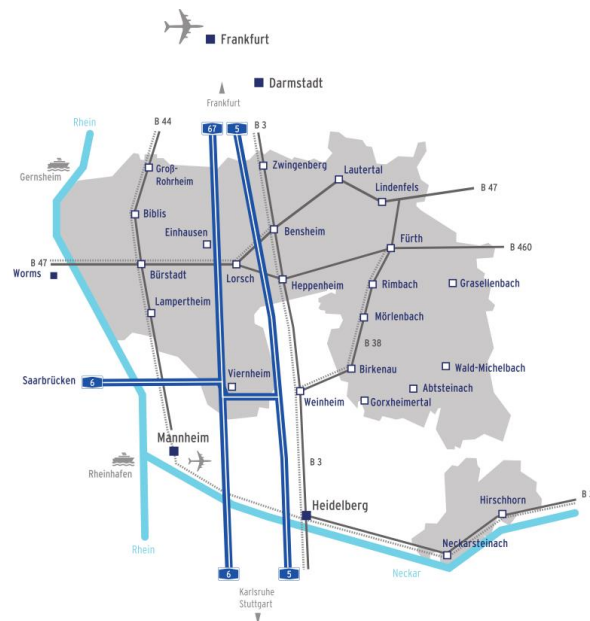 Frankfurt
Darmstadt
Frankfurt
Rhein
B 44
67
5
B 3
Gernsheim
Groß-
Rohrheim
Zwingenberg
Lautertal
Lindenfels
B 47
Biblis
Einhausen
Bensheim
Fürth
B 460
B 47
Worms
Bürstadt
Lorsch
Heppenheim
Rimbach
Grasellenbach
Lampertheim
Mörlenbach
B 38
Saarbrücken
6
Viernheim
Birkenau
Wald-Michelbach
Weinheim
Abtsteinach
Gorxheimertal
Mannheim
Rheinhafen
B 3
Heidelberg
Hirschhorn
Rhein
Neckarsteinach
6
5
Neckar
Karlsruhe
Stuttgart